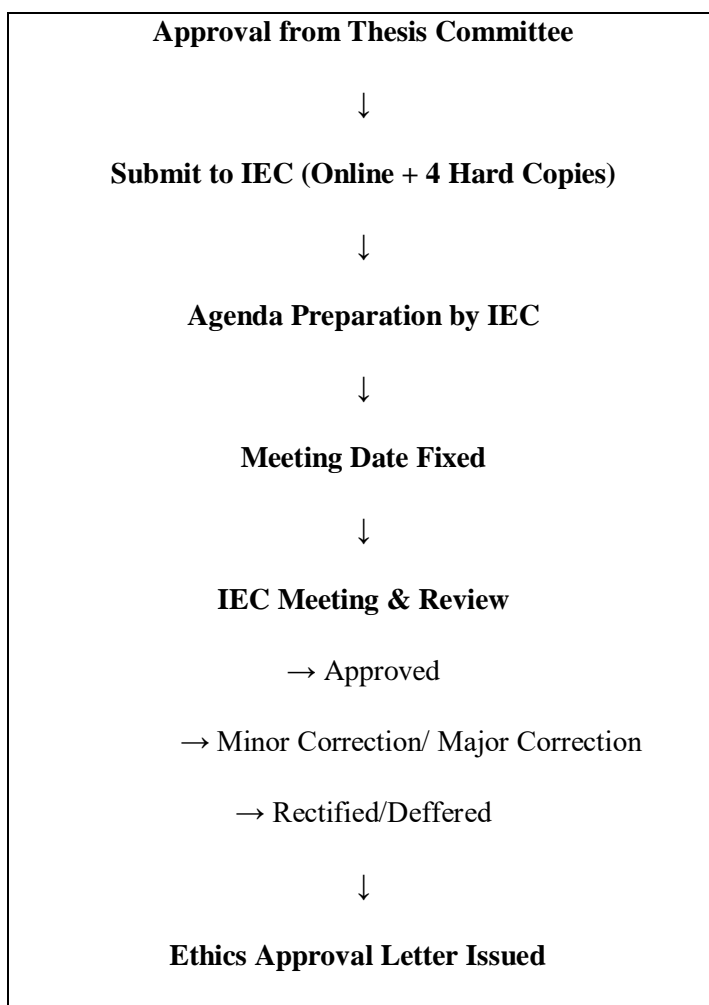 Approval from Thesis Committee
↓
Submit to IEC (Online + 4 Hard Copies)
↓
Agenda Preparation by IEC
↓
Meeting Date Fixed
↓
IEC Meeting & Review
→ Approved
→ Minor Correction/ Major Correction
→ Rectified/Deffered
↓
Ethics Approval Letter Issued